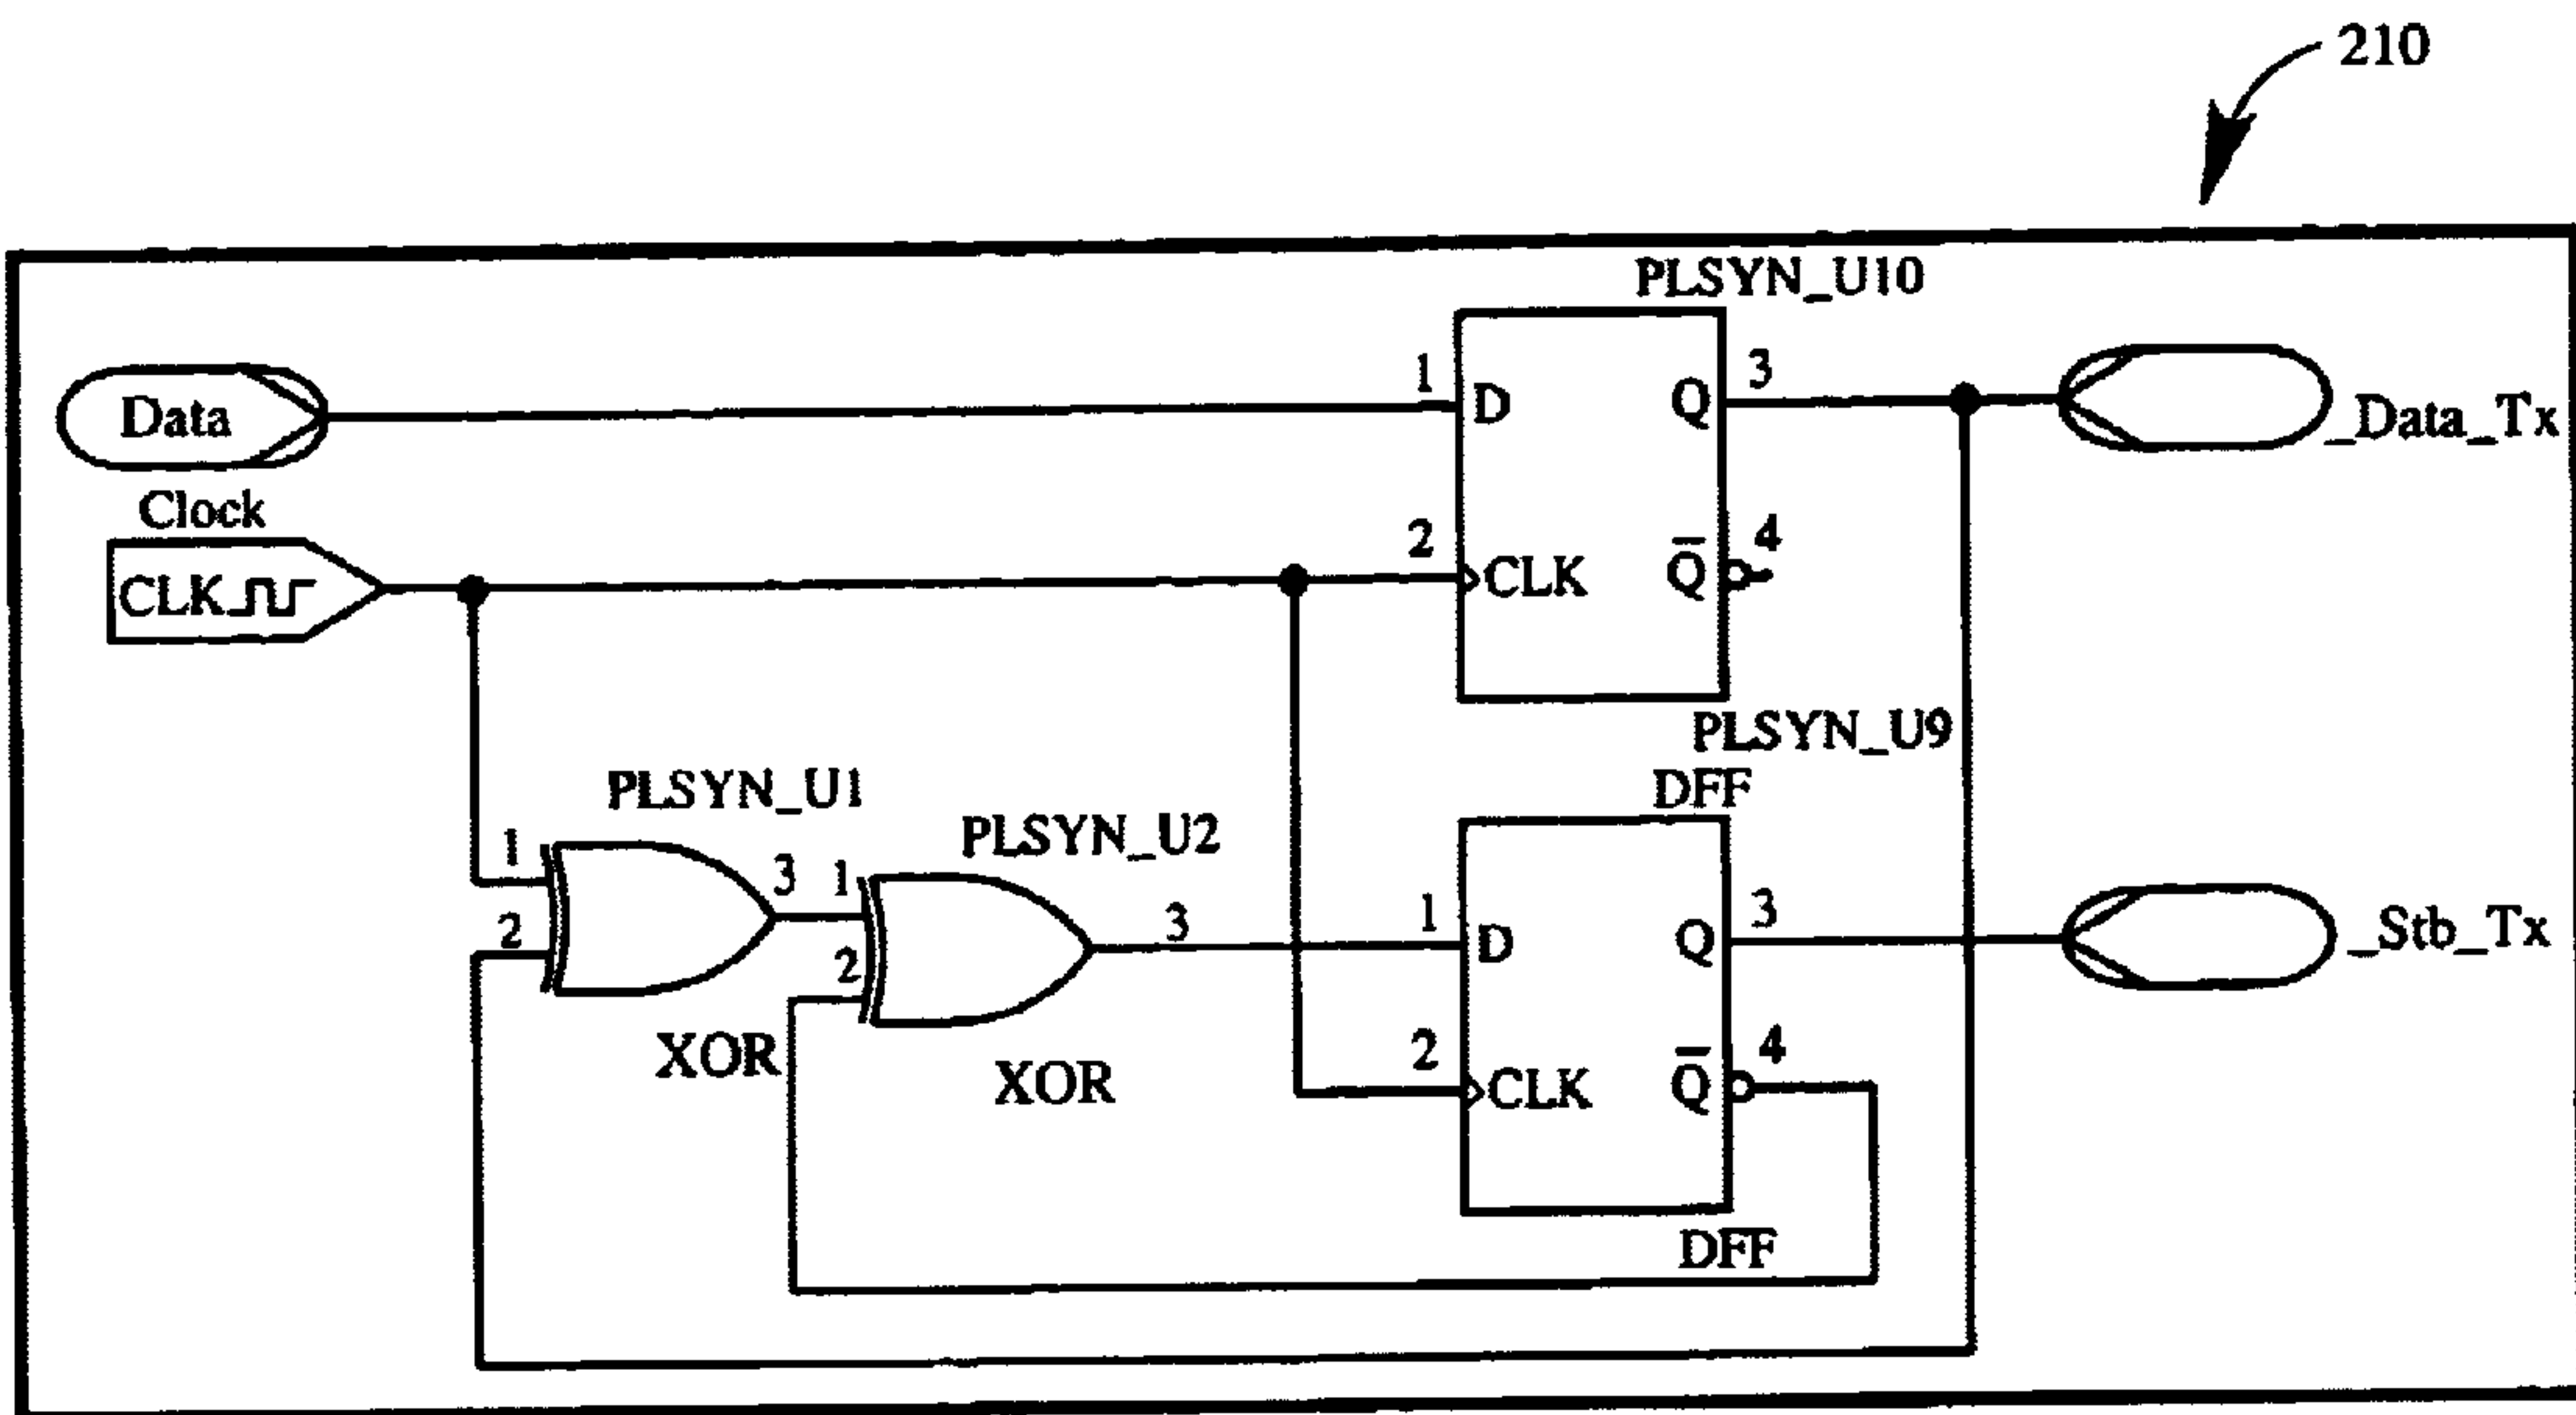 210
PLSYN_U10
Data
1
D
Q
3
_Data_Tx
Clock
CLK
2
CLK
Q̅
4
PLSYN_U9
DFF
PLSYN_U1
PLSYN_U2
1
2
3
XOR
1
2
3
XOR
1
D
Q
3
_Stb_Tx
2
CLK
Q̅
4
DFF